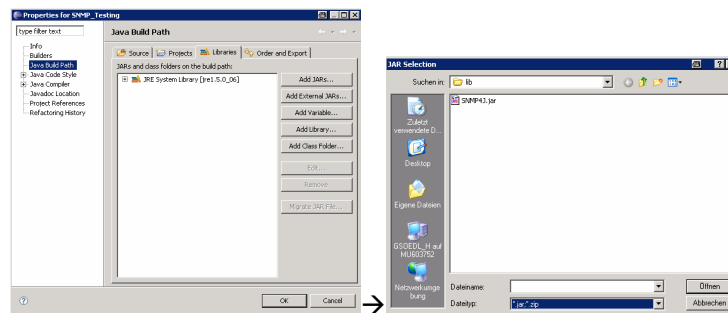 Properties for SNMP_Testing
type filter text
Java Build Path
Info
Builders
Java Build Path
Java Code Style
Java Compiler
Javadoc Location
Project References
Refactoring History
Source Projects Libraries Order and Export
JARs and class folders on the build path:
JRE System Library [jre1.5.0_06]
Add JARs...
Add External JARs...
Add Variable...
Add Library...
Add Class Folder...
Edit...
Remove
Migrate JAR File...
OK Cancel
JAR Selection
Suchen in: lib
SNMP4J.jar
Zuletzt
verwendete D...
Desktop
Eigene Dateien
GSOEDL_H auf
MU603752
Netzwerkumge
bung
Dateiname:
Dateityp: *.jar;*.zip
Öffnen
Abbrechen